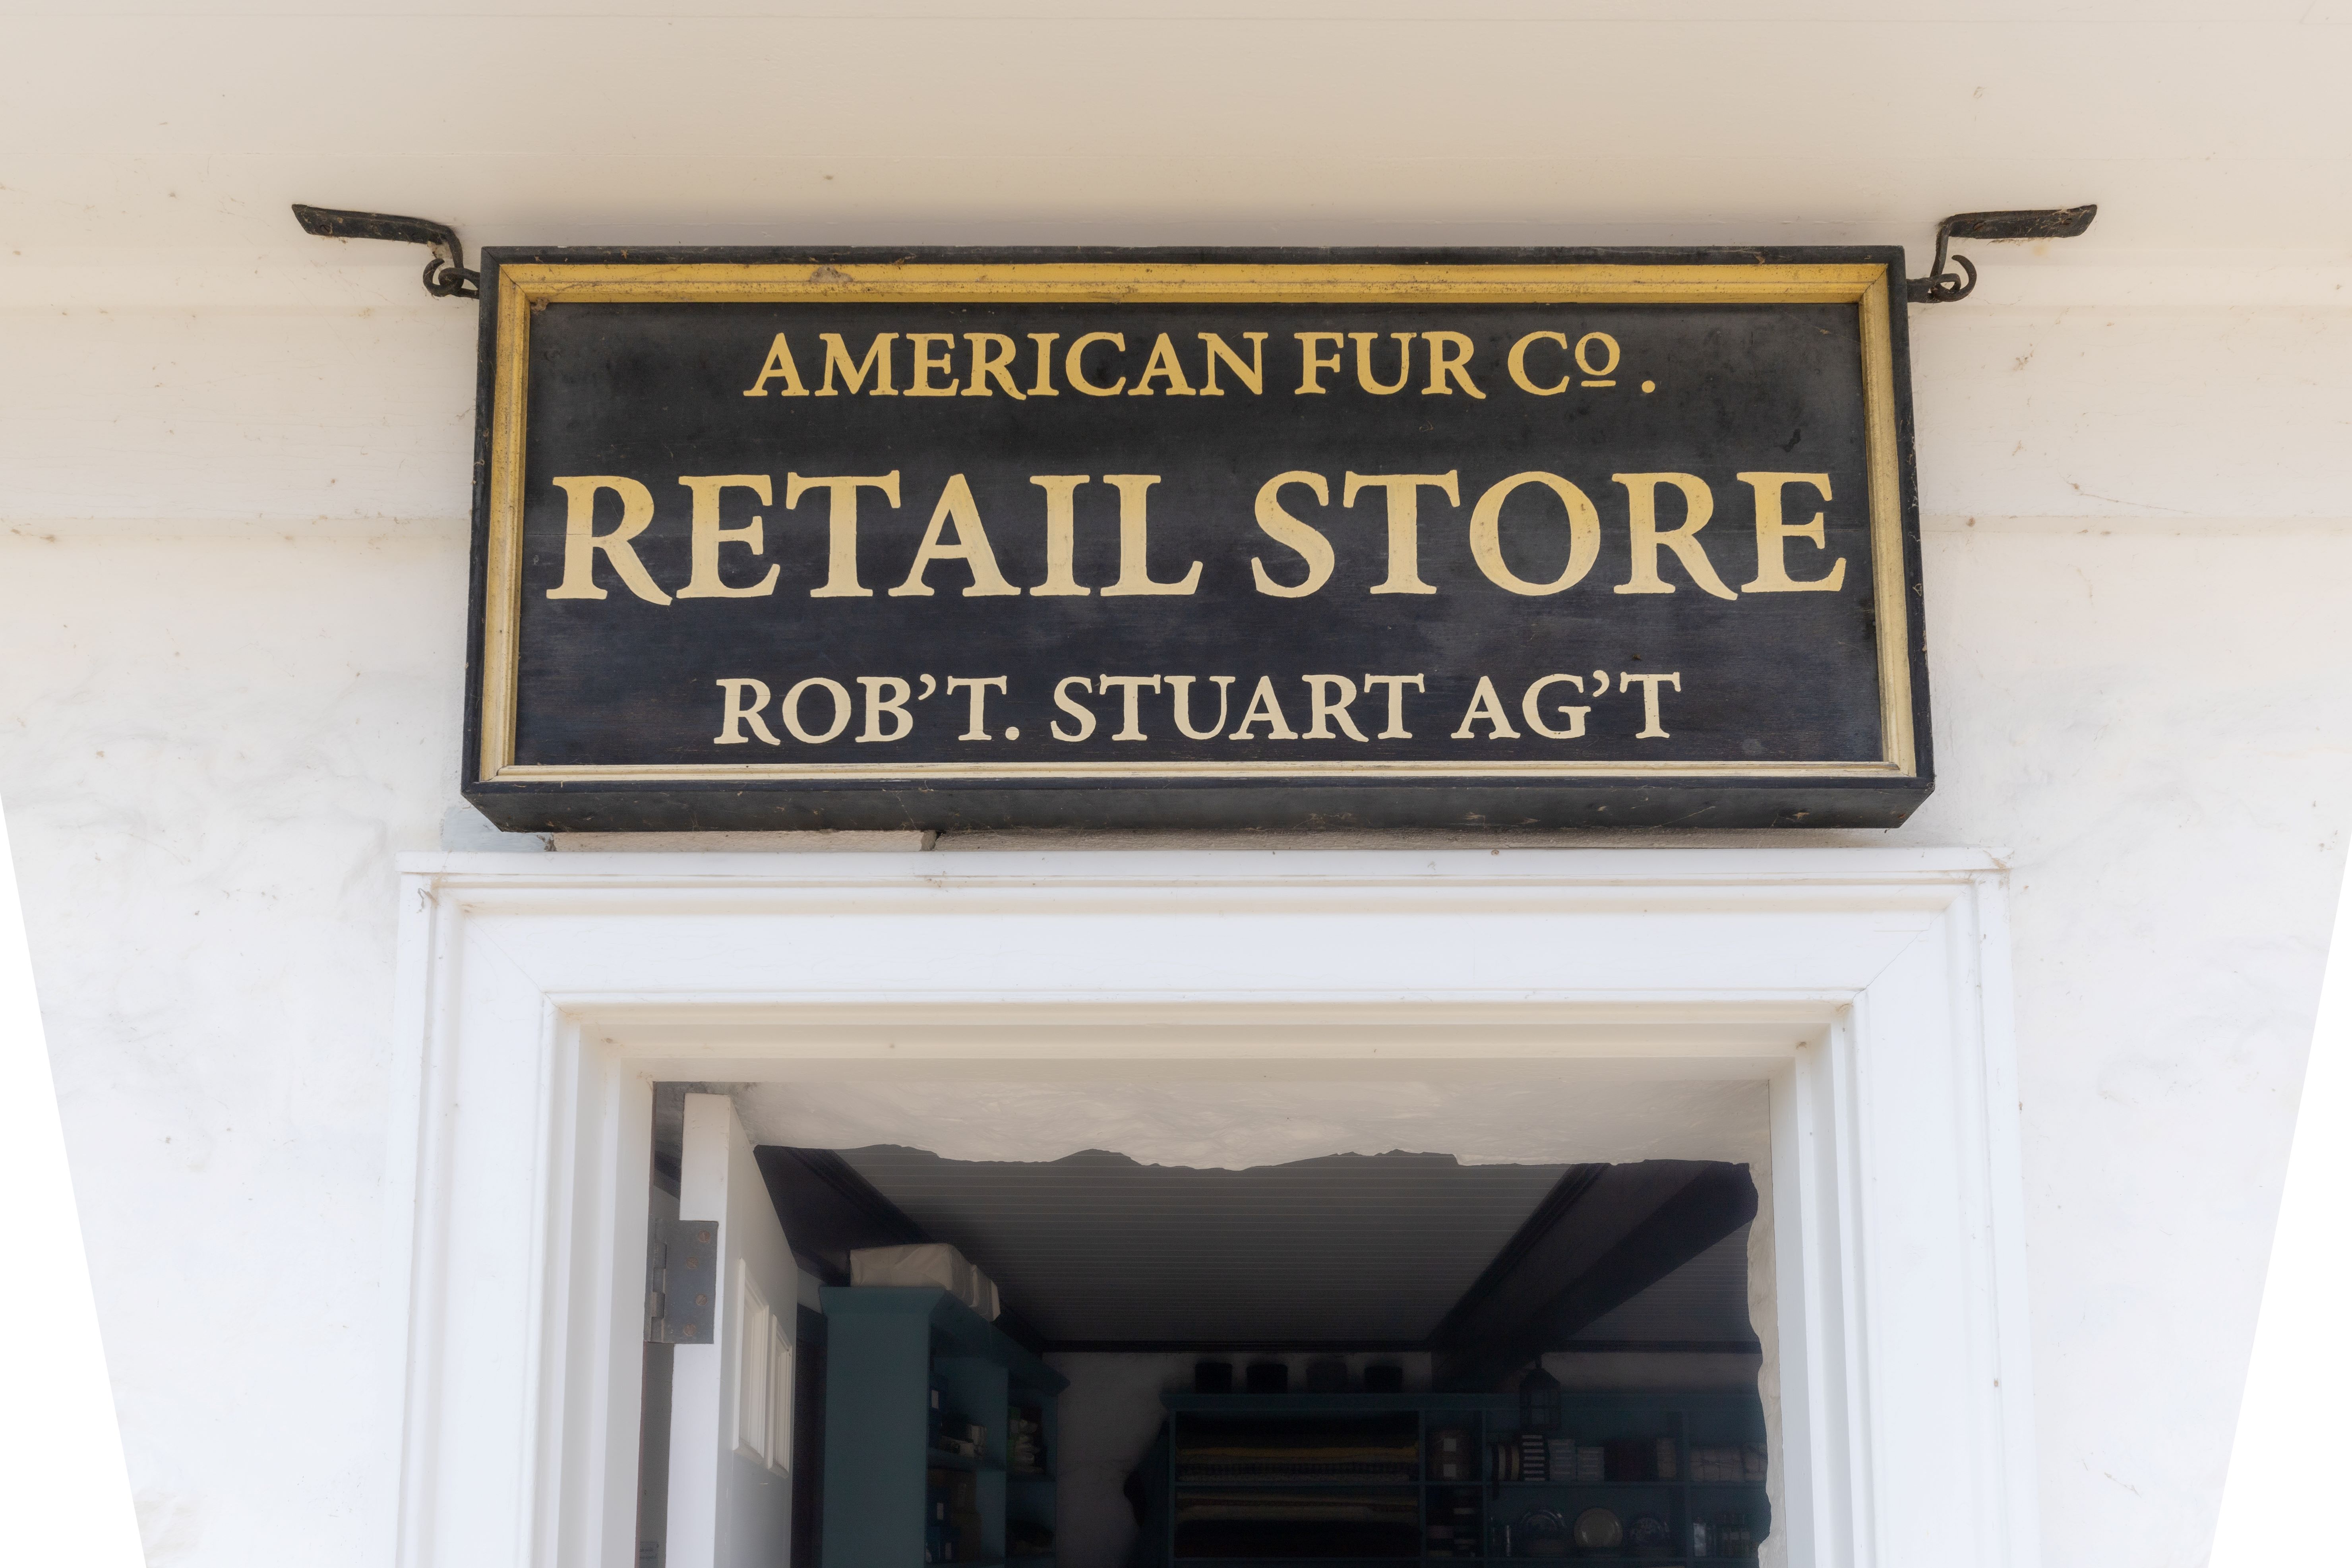 AMERICAN FUR Cº.
RETAIL STORE
ROB'T. STUART AG'T